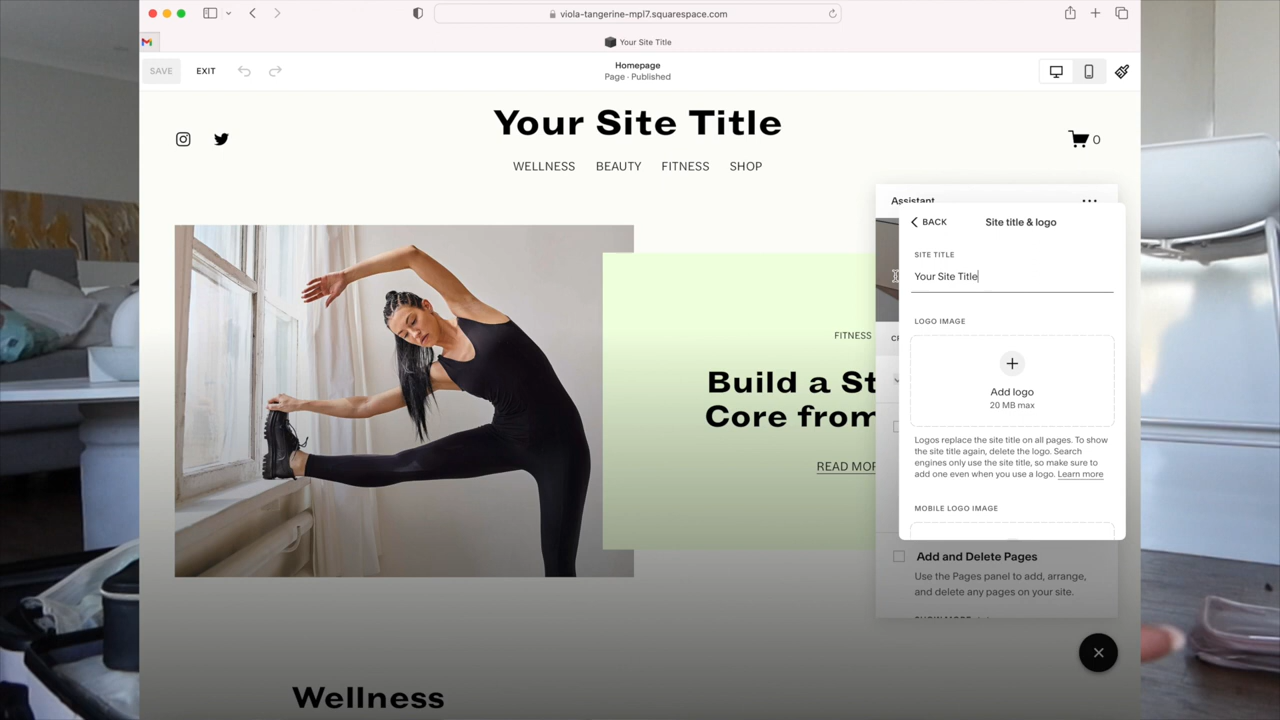 viola-tangerine-mpl7.squarespace.com
Your Site Title
SAVE
EXIT
Homepage
Page · Published
Your Site Title
0
WELLNESS BEAUTY FITNESS SHOP
Assistant
BACK
Site title & logo
SITE TITLE
Your Site Title
LOGO IMAGE
Add logo
20 MB max
Logos replace the site title on all pages. To show
the site title again, delete the logo. Search
engines only use the site title, so make sure to
add one even when you use a logo. Learn more
MOBILE LOGO IMAGE
FITNESS
Build a St
Core from
READ MOR
Add and Delete Pages
Use the Pages panel to add, arrange,
and delete any pages on your site.
Wellness